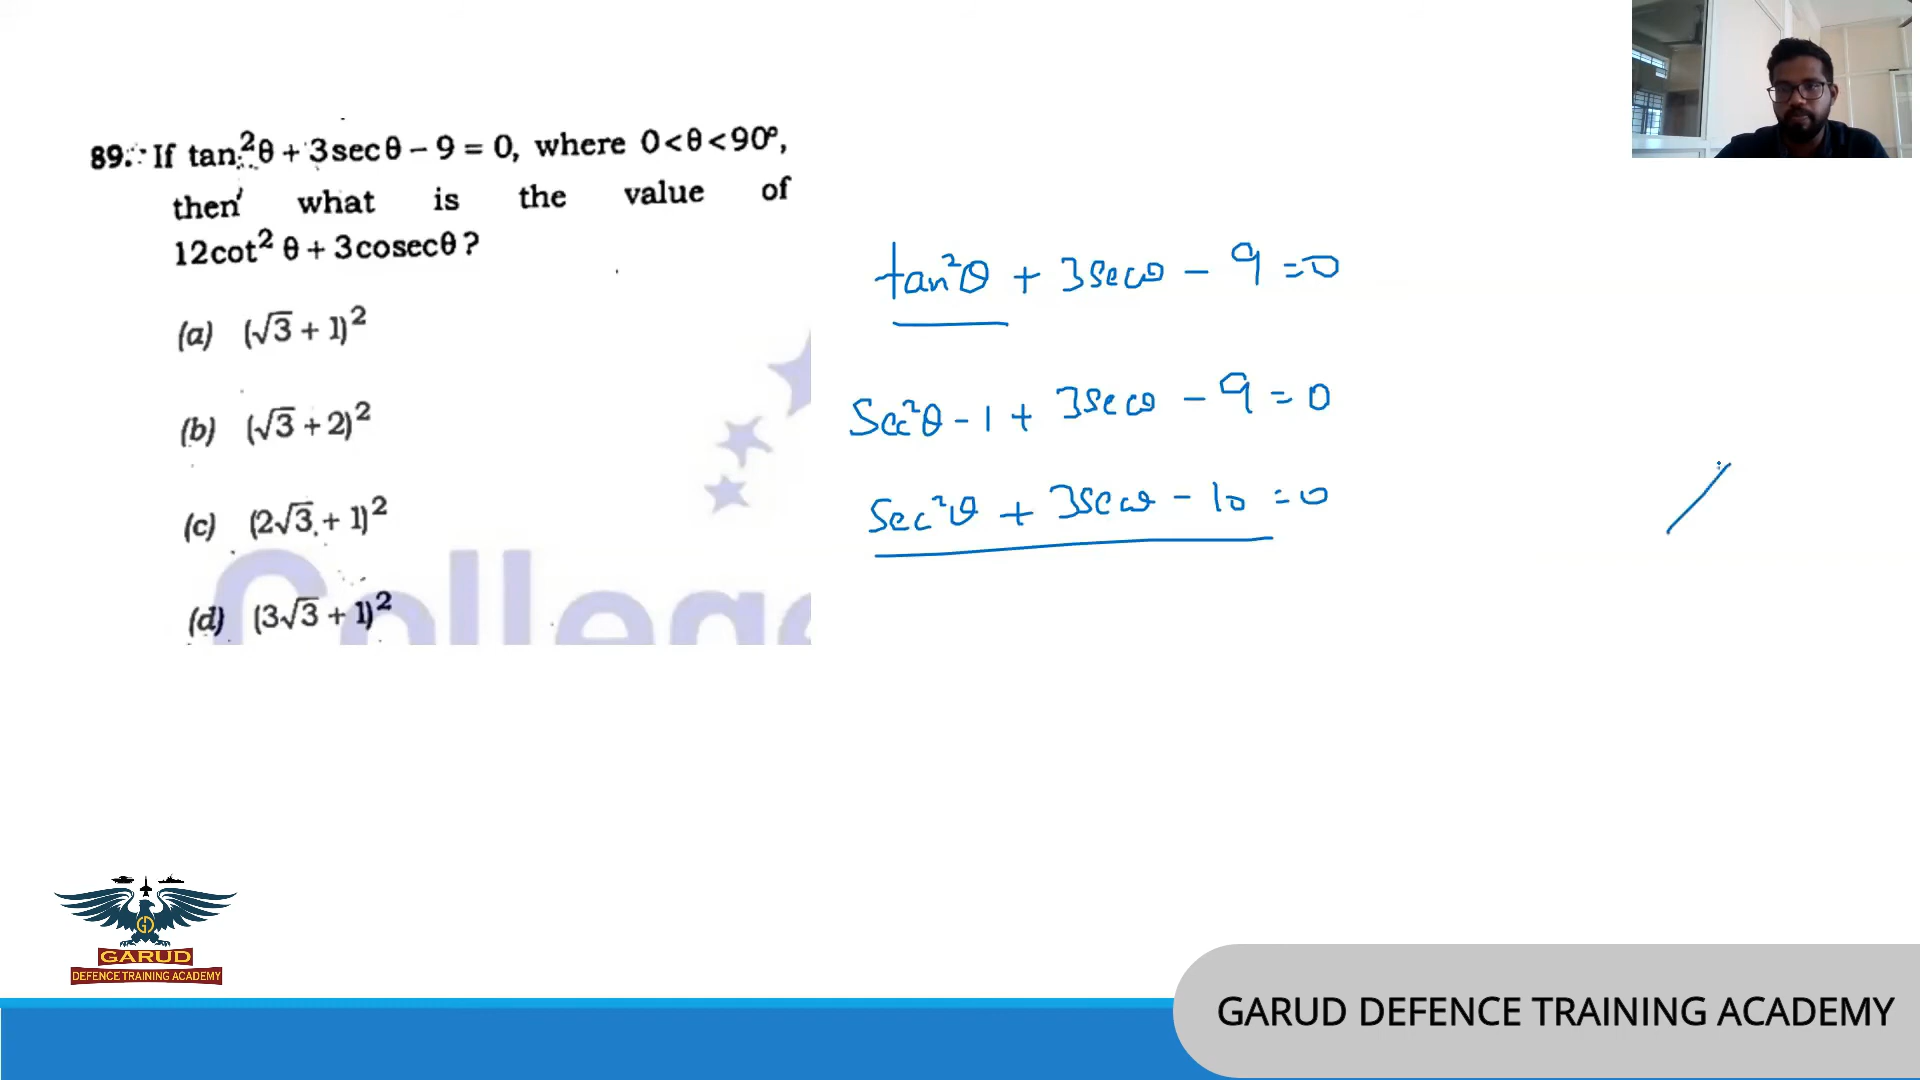 89. If tan²θ + 3secθ − 9 = 0, where 0<θ<90°,
then what is the value of
12cot² θ + 3cosecθ ?
(a) (√3 + 1)²
(b) (√3 + 2)²
(c) (2√3 + 1)²
(d) (3√3 + 1)²
College
tan²θ + 3secθ − 9 = 0
Sec²θ − 1 + 3secθ − 9 = 0
Sec²θ + 3secθ − 10 = 0
GARUD
DEFENCE TRAINING ACADEMY
GARUD DEFENCE TRAINING ACADEMY